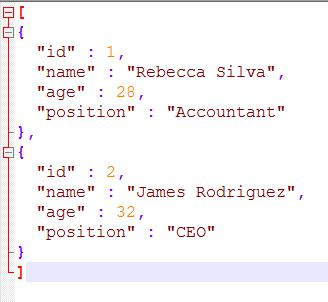 [
{
"id" : 1,
"name" : "Rebecca Silva",
"age" : 28,
"position" : "Accountant"
},
{
"id" : 2,
"name" : "James Rodriguez",
"age" : 32,
"position" : "CEO"
}
]